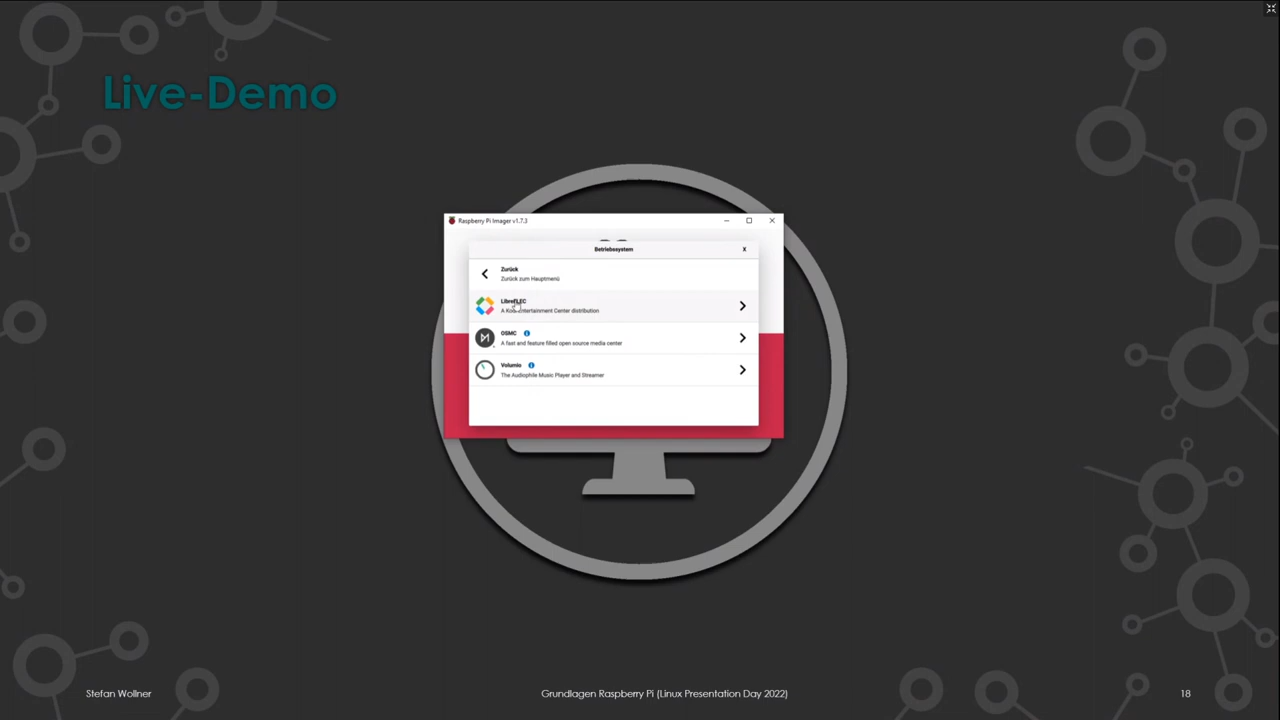 Live-Demo
Raspberry Pi Imager v1.7.3
Betriebssystem
X
Zurück
Zurück zum Hauptmenü
LibreELEC
A Kodi Entertainment Center distribution
OSMC
A fast and feature filled open source media center
Volumio
The Audiophile Music Player and Streamer
Stefan Wollner
Grundlagen Raspberry Pi (Linux Presentation Day 2022)
18